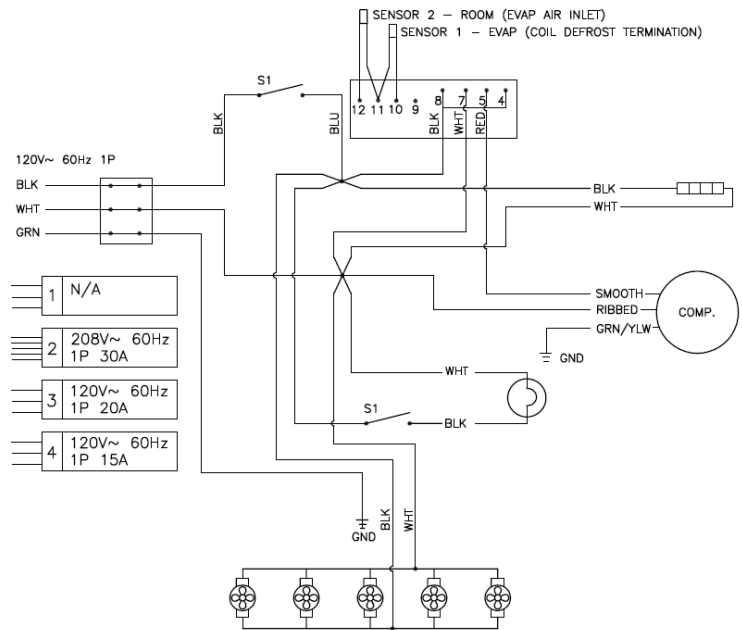 SENSOR 2 – ROOM (EVAP AIR INLET)
SENSOR 1 – EVAP (COIL DEFROST TERMINATION)
S1
12 11 10 9 8 7 5 4
BLK
BLU
BLK
WHT
RED
120V~ 60Hz 1P
BLK
WHT
GRN
BLK
WHT
1 N/A
2 208V~ 60Hz
1P 30A
3 120V~ 60Hz
1P 20A
4 120V~ 60Hz
1P 15A
SMOOTH
RIBBED
GRN/YLW
COMP.
GND
WHT
S1
BLK
GND
BLK
WHT